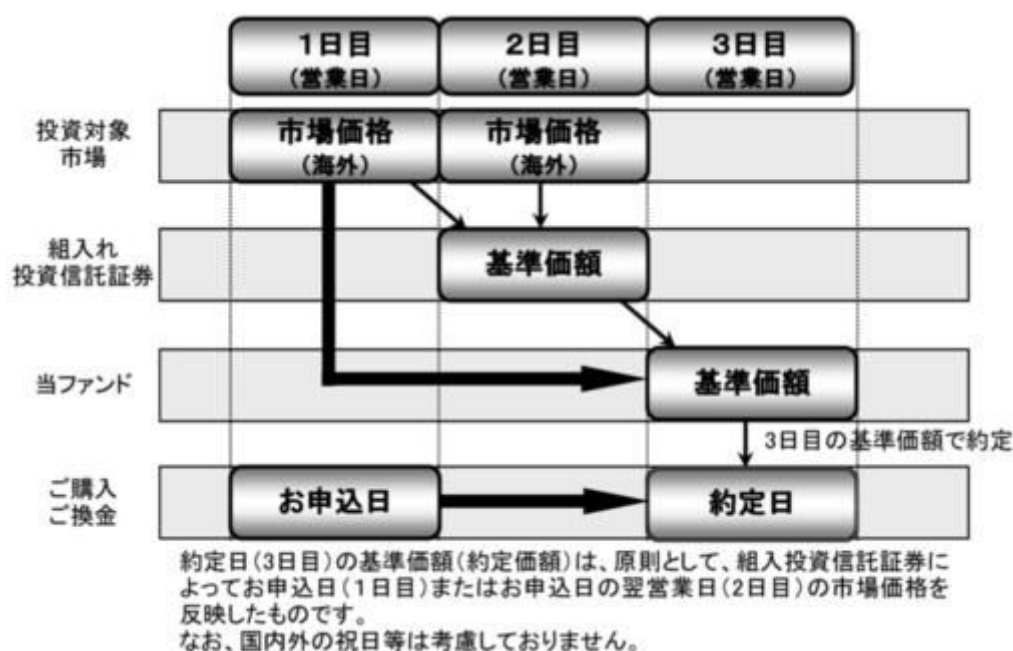 1日目
(営業日)
2日目
(営業日)
3日目
(営業日)
投資対象
市場
市場価格
(海外)
市場価格
(海外)
組入れ
投資信託証券
基準価額
当ファンド
基準価額
3日目の基準価額で約定
ご購入
ご換金
お申込日
約定日
約定日(3日目)の基準価額(約定価額)は、原則として、組入投資信託証券に
よってお申込日(1日目)またはお申込日の翌営業日(2日目)の市場価格を
反映したものです。
なお、国内外の祝日等は考慮しておりません。